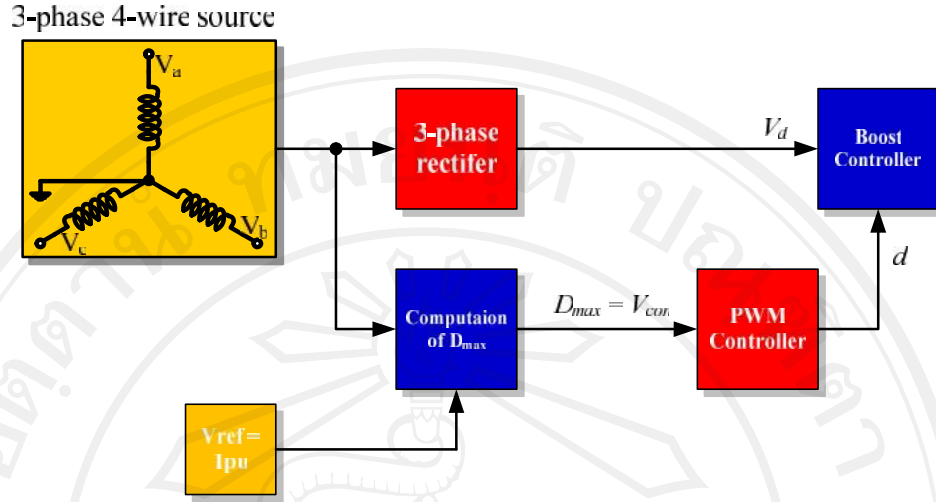 3-phase 4-wire source
Va
Vc
Vb
3-phase
rectifer
Vd
Boost
Controller
d
Computaion
of Dmax
Dmax = Vcon
PWM
Controller
Vref=
1pu